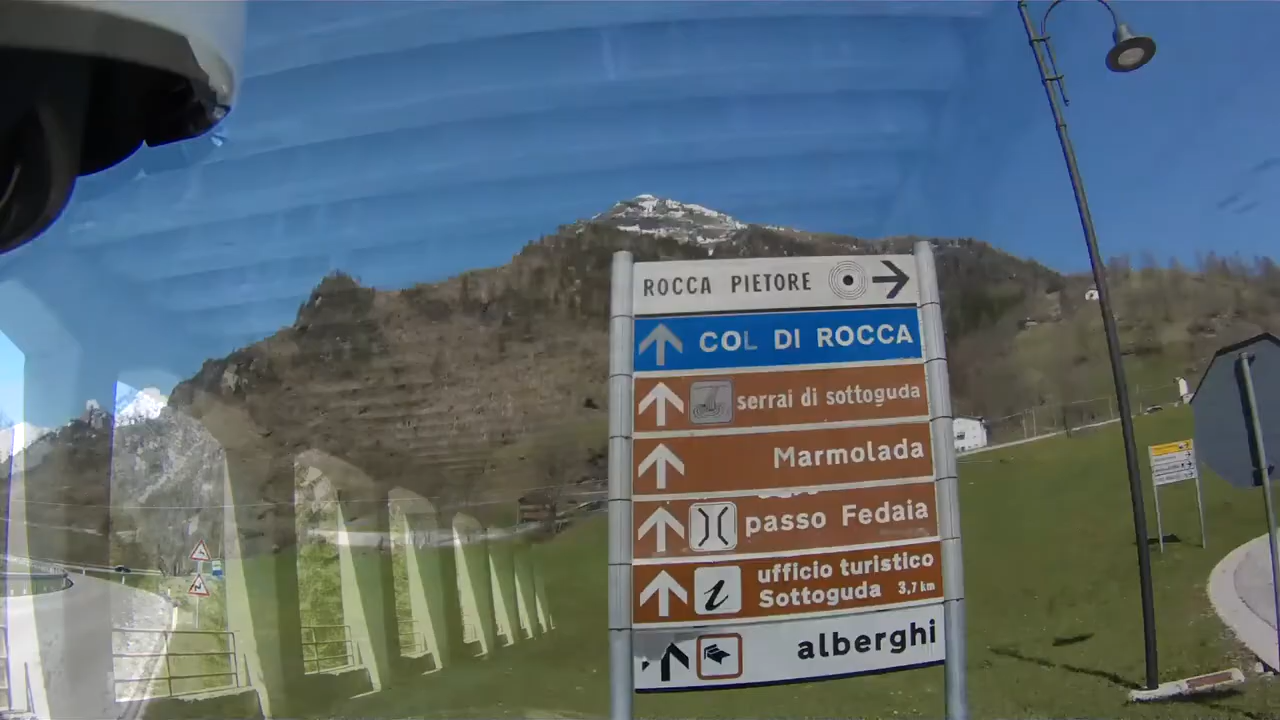 ROCCA PIETORE
COL DI ROCCA
serrai di sottoguda
Marmolada
passo Fedaia
ufficio turistico
Sottoguda 3,7 km
alberghi